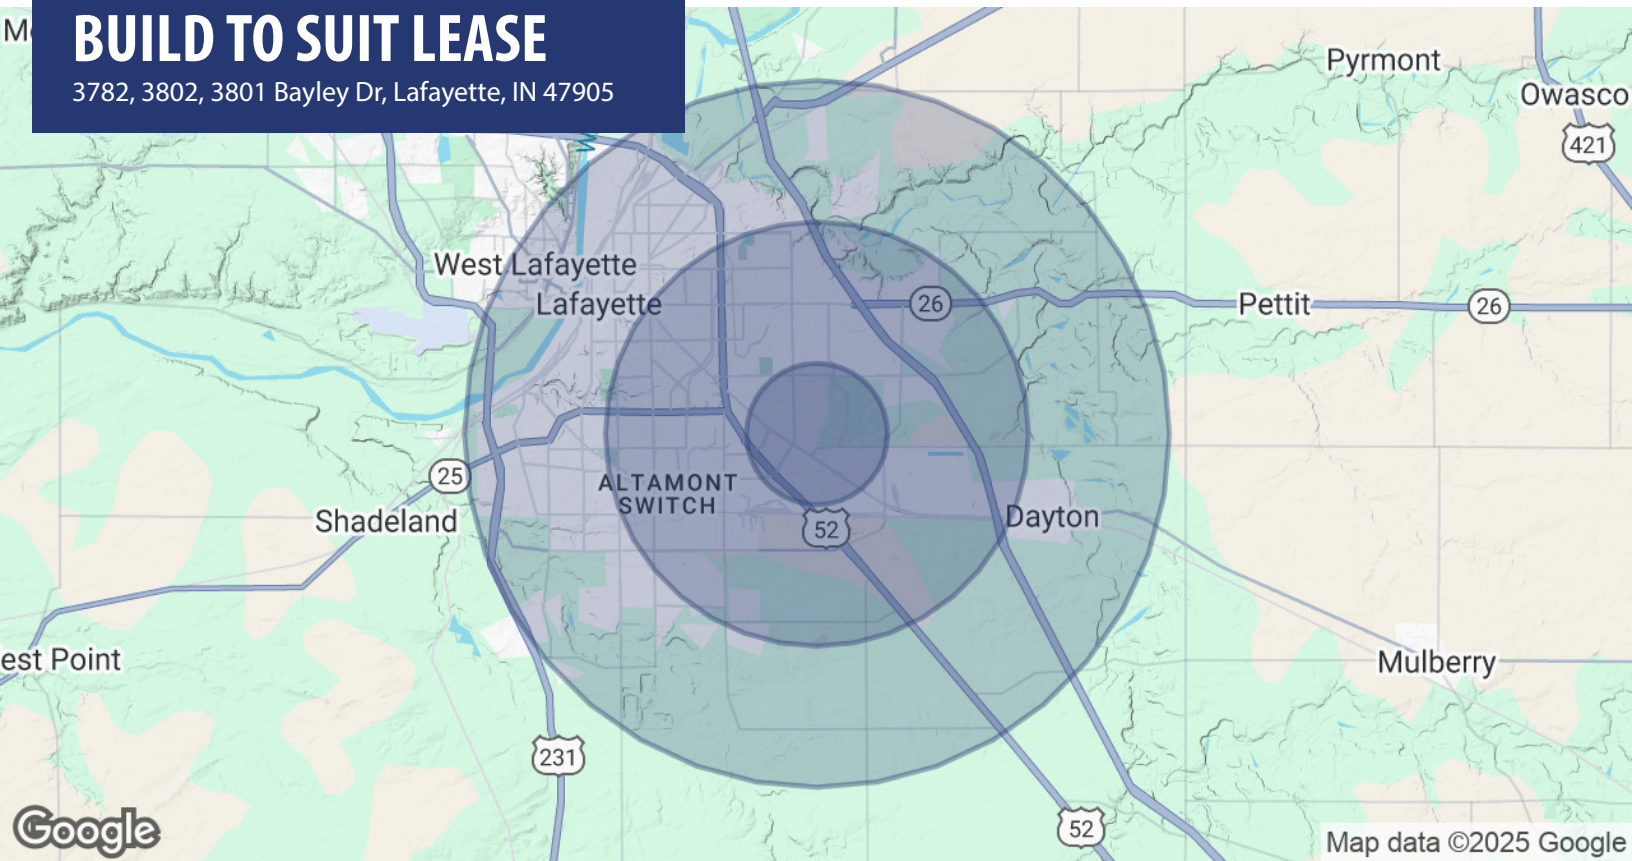 BUILD TO SUIT LEASE
3782, 3802, 3801 Bayley Dr, Lafayette, IN 47905
Pyrmont
Owasco
421
West Lafayette
Lafayette
26
Pettit
26
25
ALTAMONT
SWITCH
Shadeland
52
Dayton
est Point
Mulberry
231
52
Google
Map data ©2025 Google